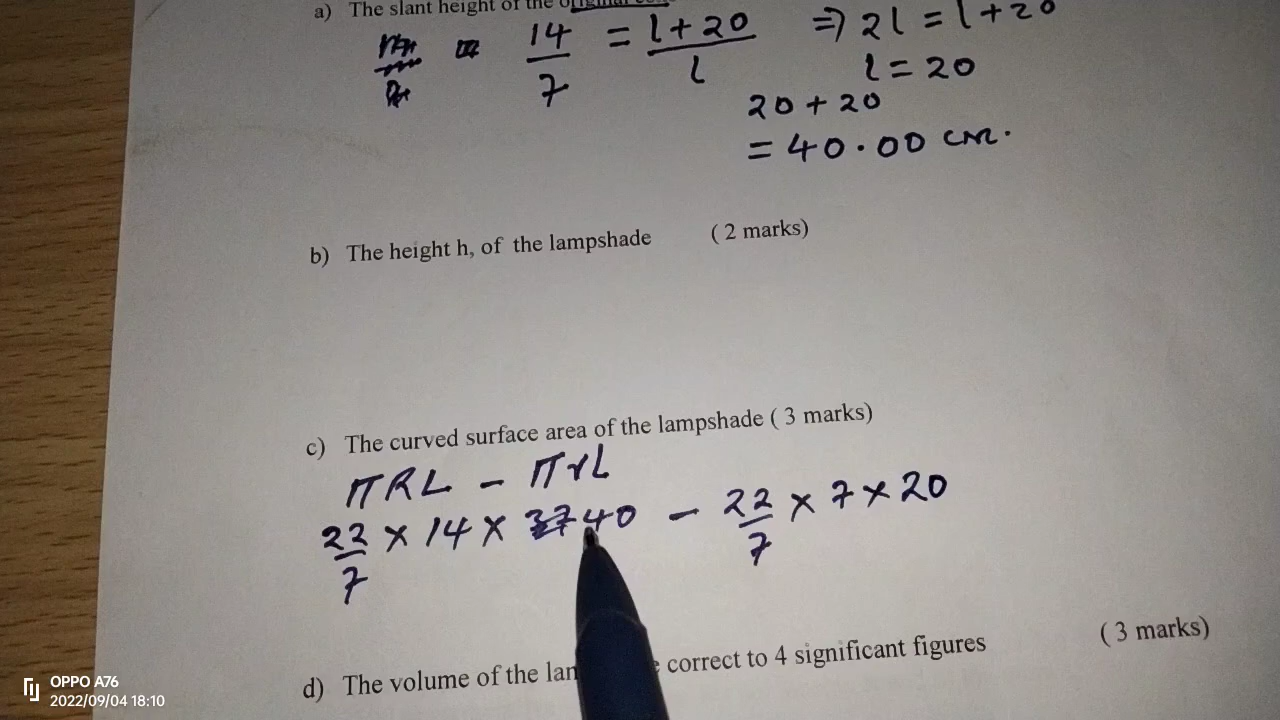 a) The slant height of the original
14/7 = l+20/l ⇒ 2l = l+20
l = 20
20 + 20
= 40.00 cm.
b) The height h, of the lampshade ( 2 marks)
c) The curved surface area of the lampshade ( 3 marks)
πRL - πrL
22/7 × 14 × 40 - 22/7 × 7 × 20
d) The volume of the lam correct to 4 significant figures ( 3 marks)
OPPO A76
2022/09/04 18:10